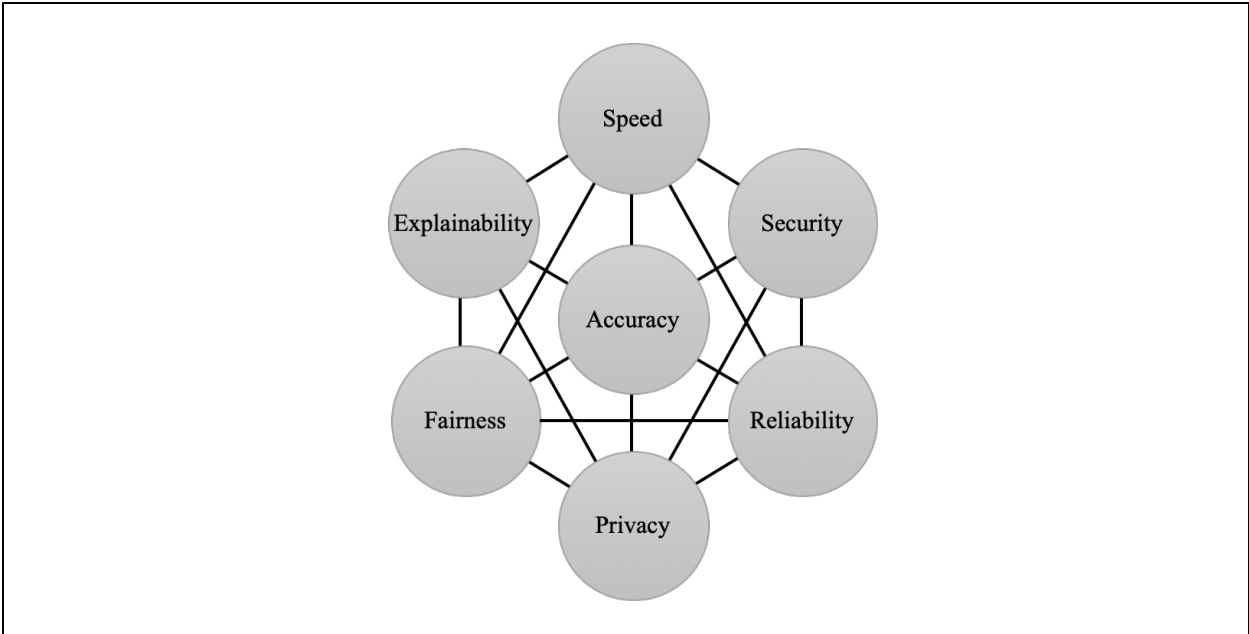 Speed
Explainability
Security
Accuracy
Fairness
Reliability
Privacy